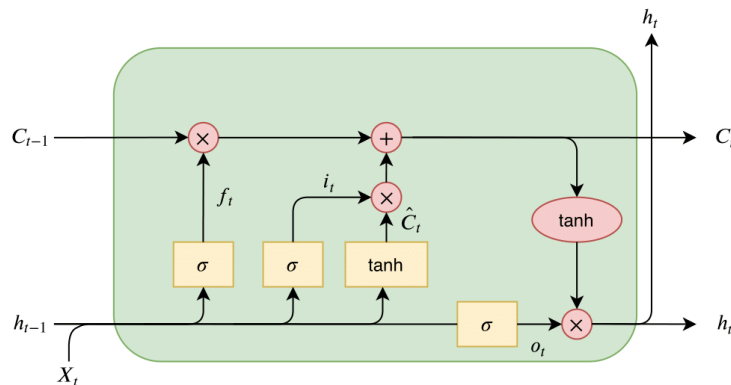 h_t
C_{t-1} × + C_t
f_t i_t ×
Ĉ_t tanh
σ σ tanh
h_{t-1} σ × h_t
o_t
X_t